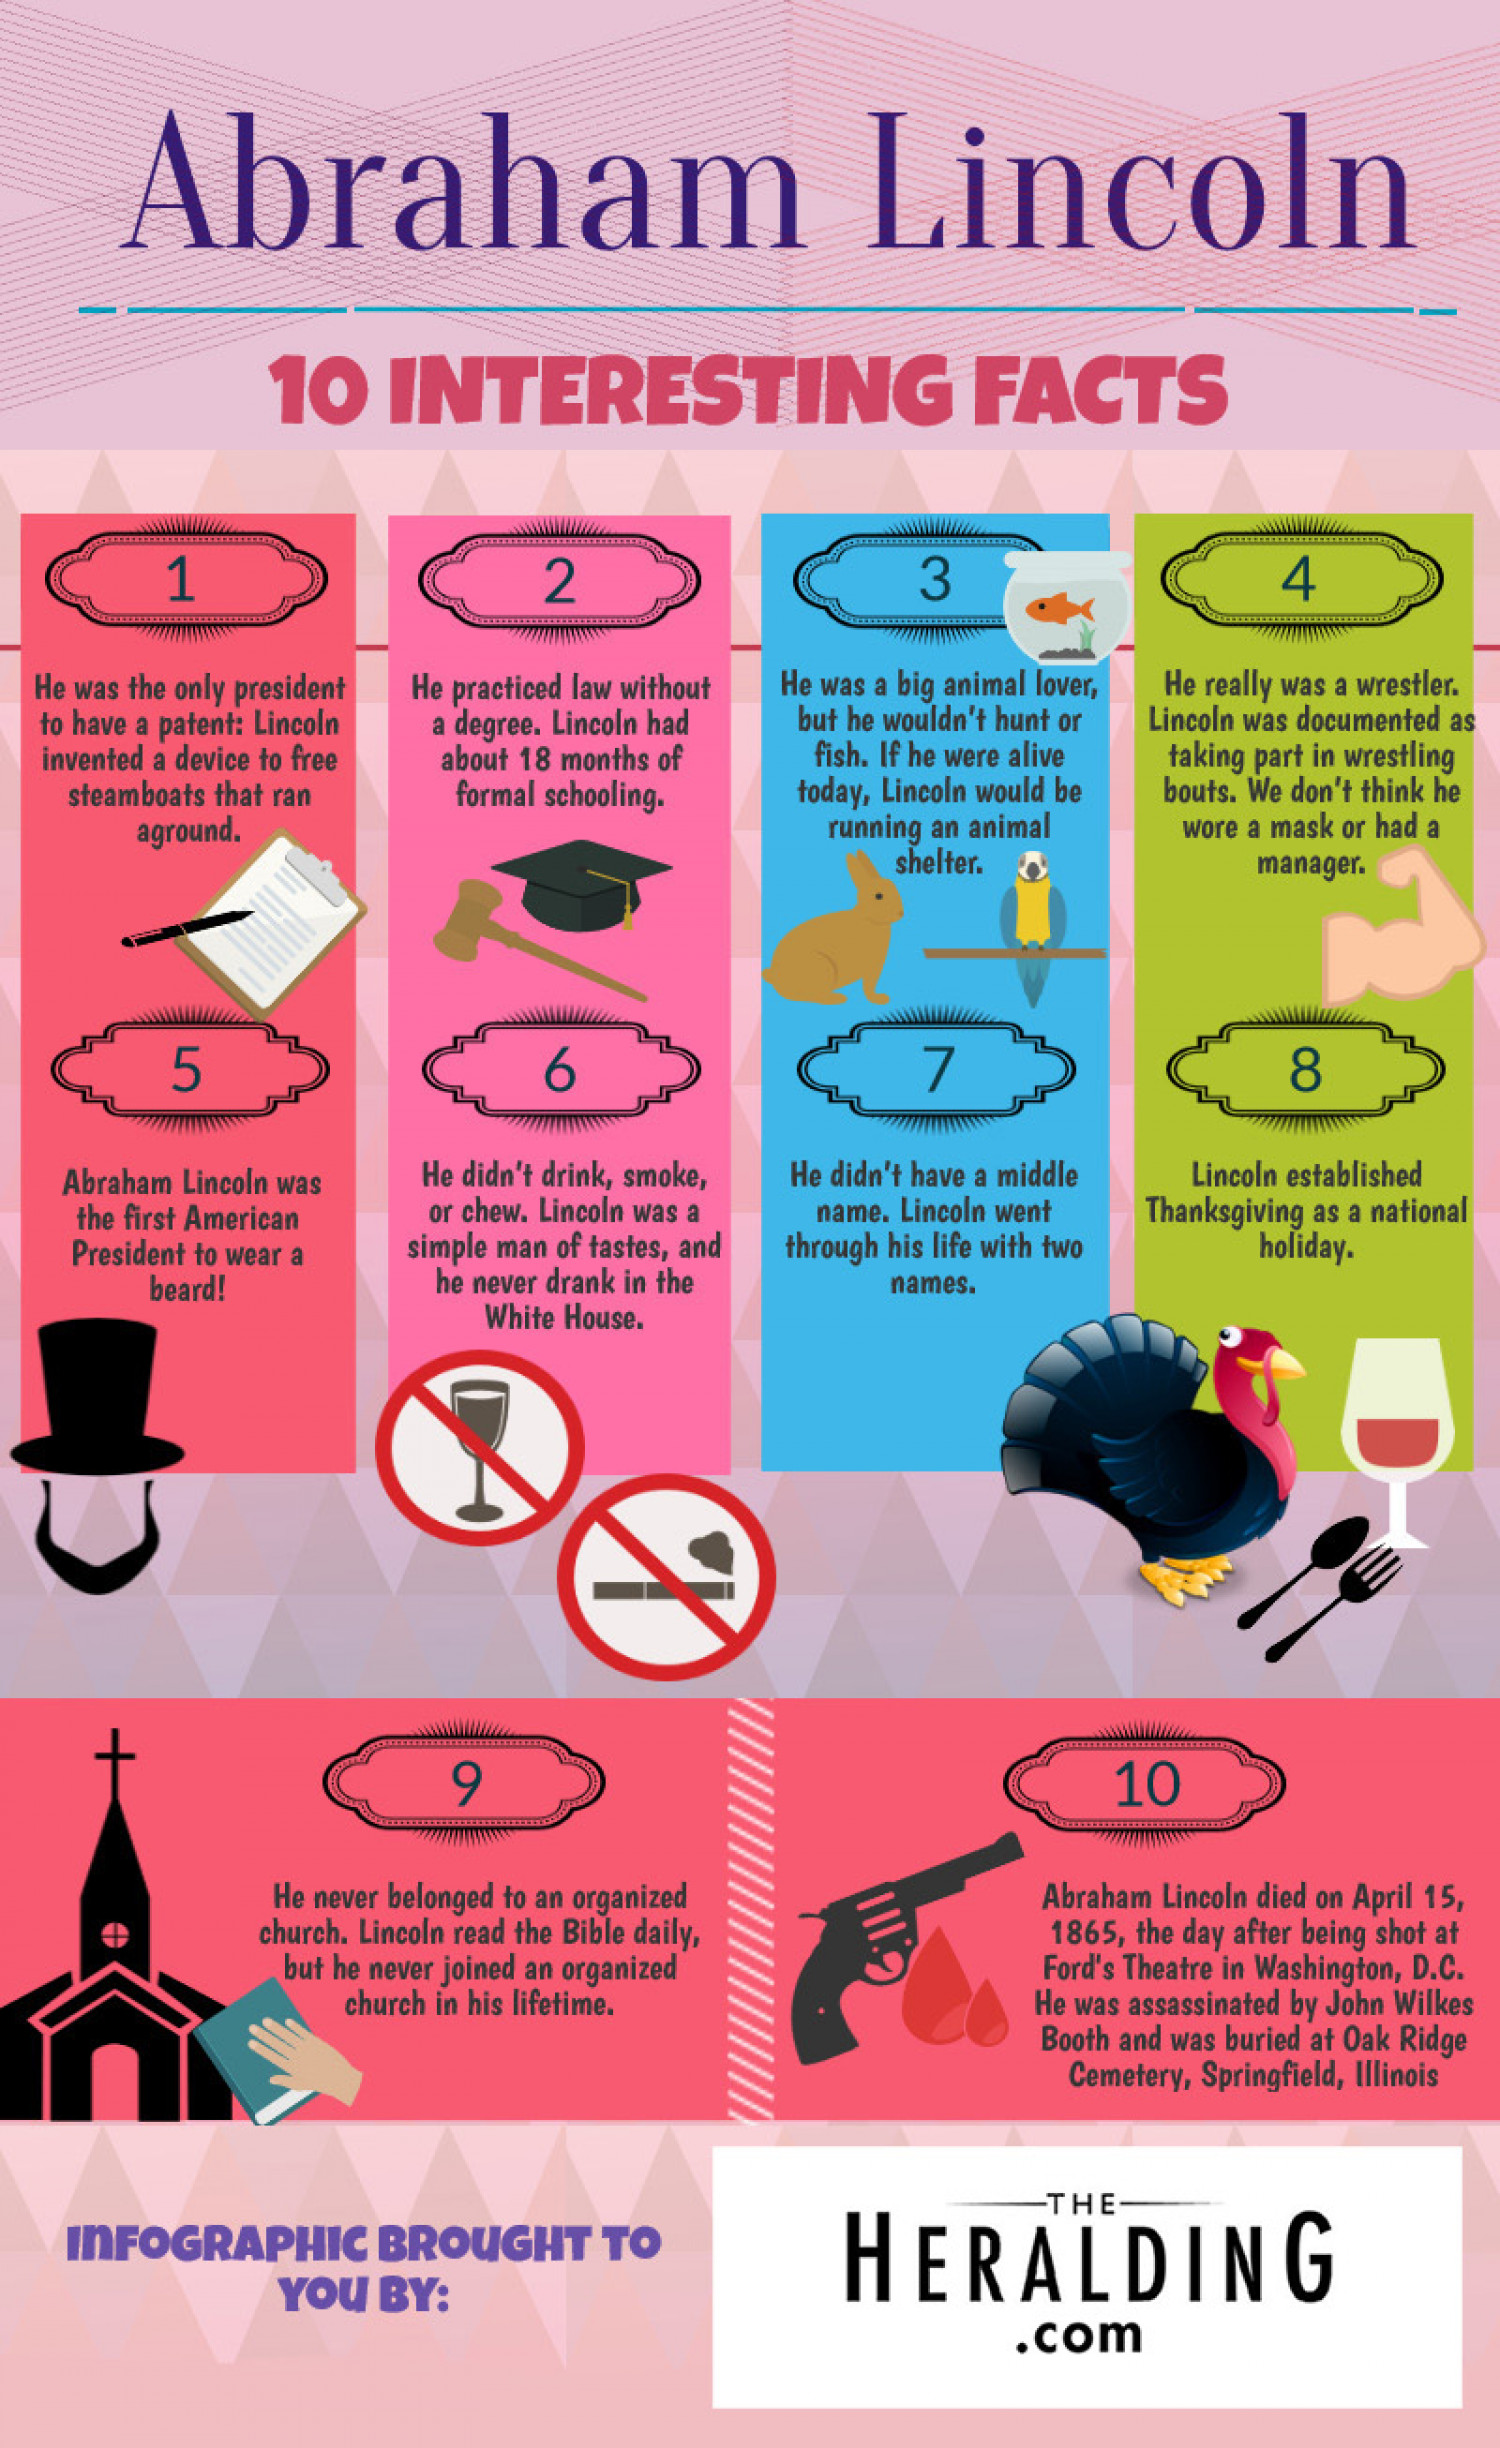 Abraham Lincoln
10 INTERESTING FACTS
1
He was the only president
to have a patent: Lincoln
invented a device to free
steamboats that ran
aground.
2
He practiced law without
a degree. Lincoln had
about 18 months of
formal schooling.
3
He was a big animal lover,
but he wouldn't hunt or
fish. If he were alive
today, Lincoln would be
running an animal
shelter.
4
He really was a wrestler.
Lincoln was documented as
taking part in wrestling
bouts. We don't think he
wore a mask or had a
manager.
5
Abraham Lincoln was
the first American
President to wear a
beard!
6
He didn't drink, smoke,
or chew. Lincoln was a
simple man of tastes, and
he never drank in the
White House.
7
He didn't have a middle
name. Lincoln went
through his life with two
names.
8
Lincoln established
Thanksgiving as a national
holiday.
9
He never belonged to an organized
church. Lincoln read the Bible daily,
but he never joined an organized
church in his lifetime.
10
Abraham Lincoln died on April 15,
1865, the day after being shot at
Ford's Theatre in Washington, D.C.
He was assassinated by John Wilkes
Booth and was buried at Oak Ridge
Cemetery, Springfield, Illinois
INFOGRAPHIC BROUGHT TO
YOU BY:
THE
HERALDING
.com